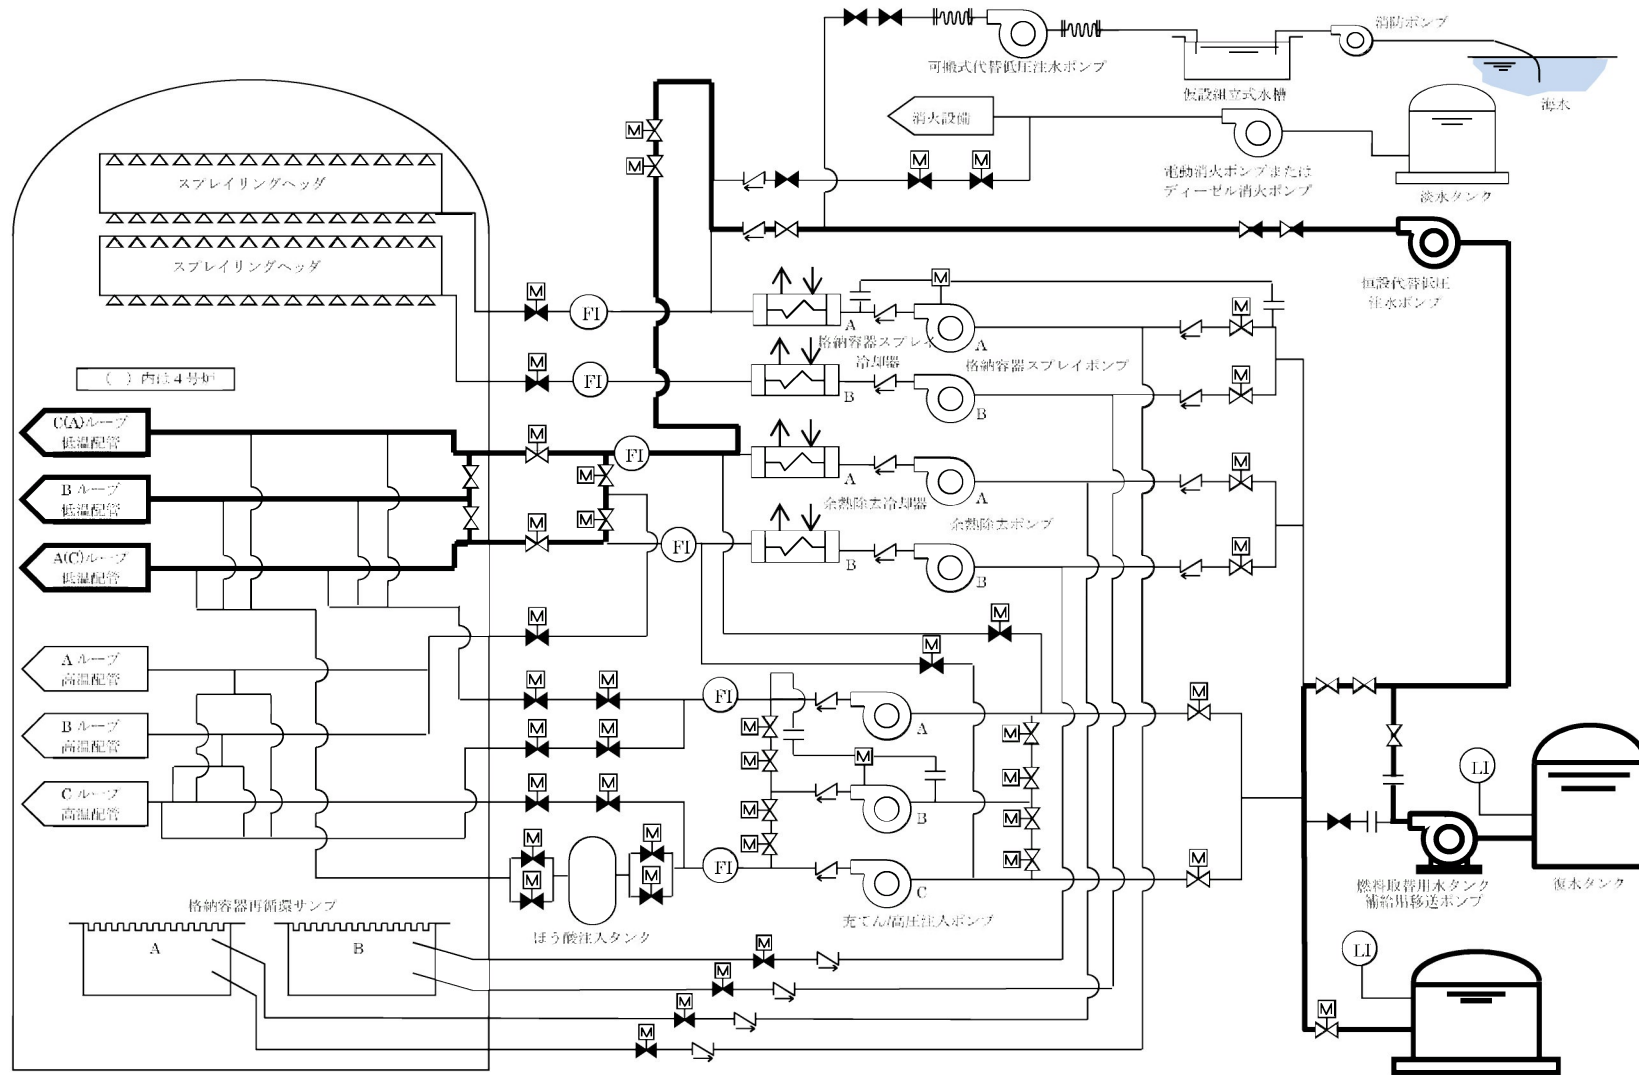 消防ポンプ
可搬式代替低圧注水ポンプ
仮設組立式水槽
海水
消火設備
電動消火ポンプまたは
ディーゼル消火ポンプ
淡水タンク
M
M
M
M
スプレイリングヘッダ
スプレイリングヘッダ
恒設代替低圧
注水ポンプ
M
M
FI
A
格納容器スプレイ
冷却器
A
格納容器スプレイポンプ
M
M
FI
B
B
M
( )内は4号炉
C(A)ループ
低温配管
M
FI
M
A
余熱除去冷却器
A
余熱除去ポンプ
M
Bループ
低温配管
M
M
FI
A(C)ループ
低温配管
B
B
M
M
M
M
Aループ
高温配管
M
M
FI
M
A
M
M
Bループ
高温配管
M
M
M
M
M
B
M
LI
Cループ
高温配管
M
M
M
M
M
M
M
M
M
FI
C
M
M
充てん/高圧注入ポンプ
ほう酸注入タンク
燃料取替用水タンク
補給用移送ポンプ
復水タンク
格納容器再循環サンプ
A
B
M
M
M
M
LI
M